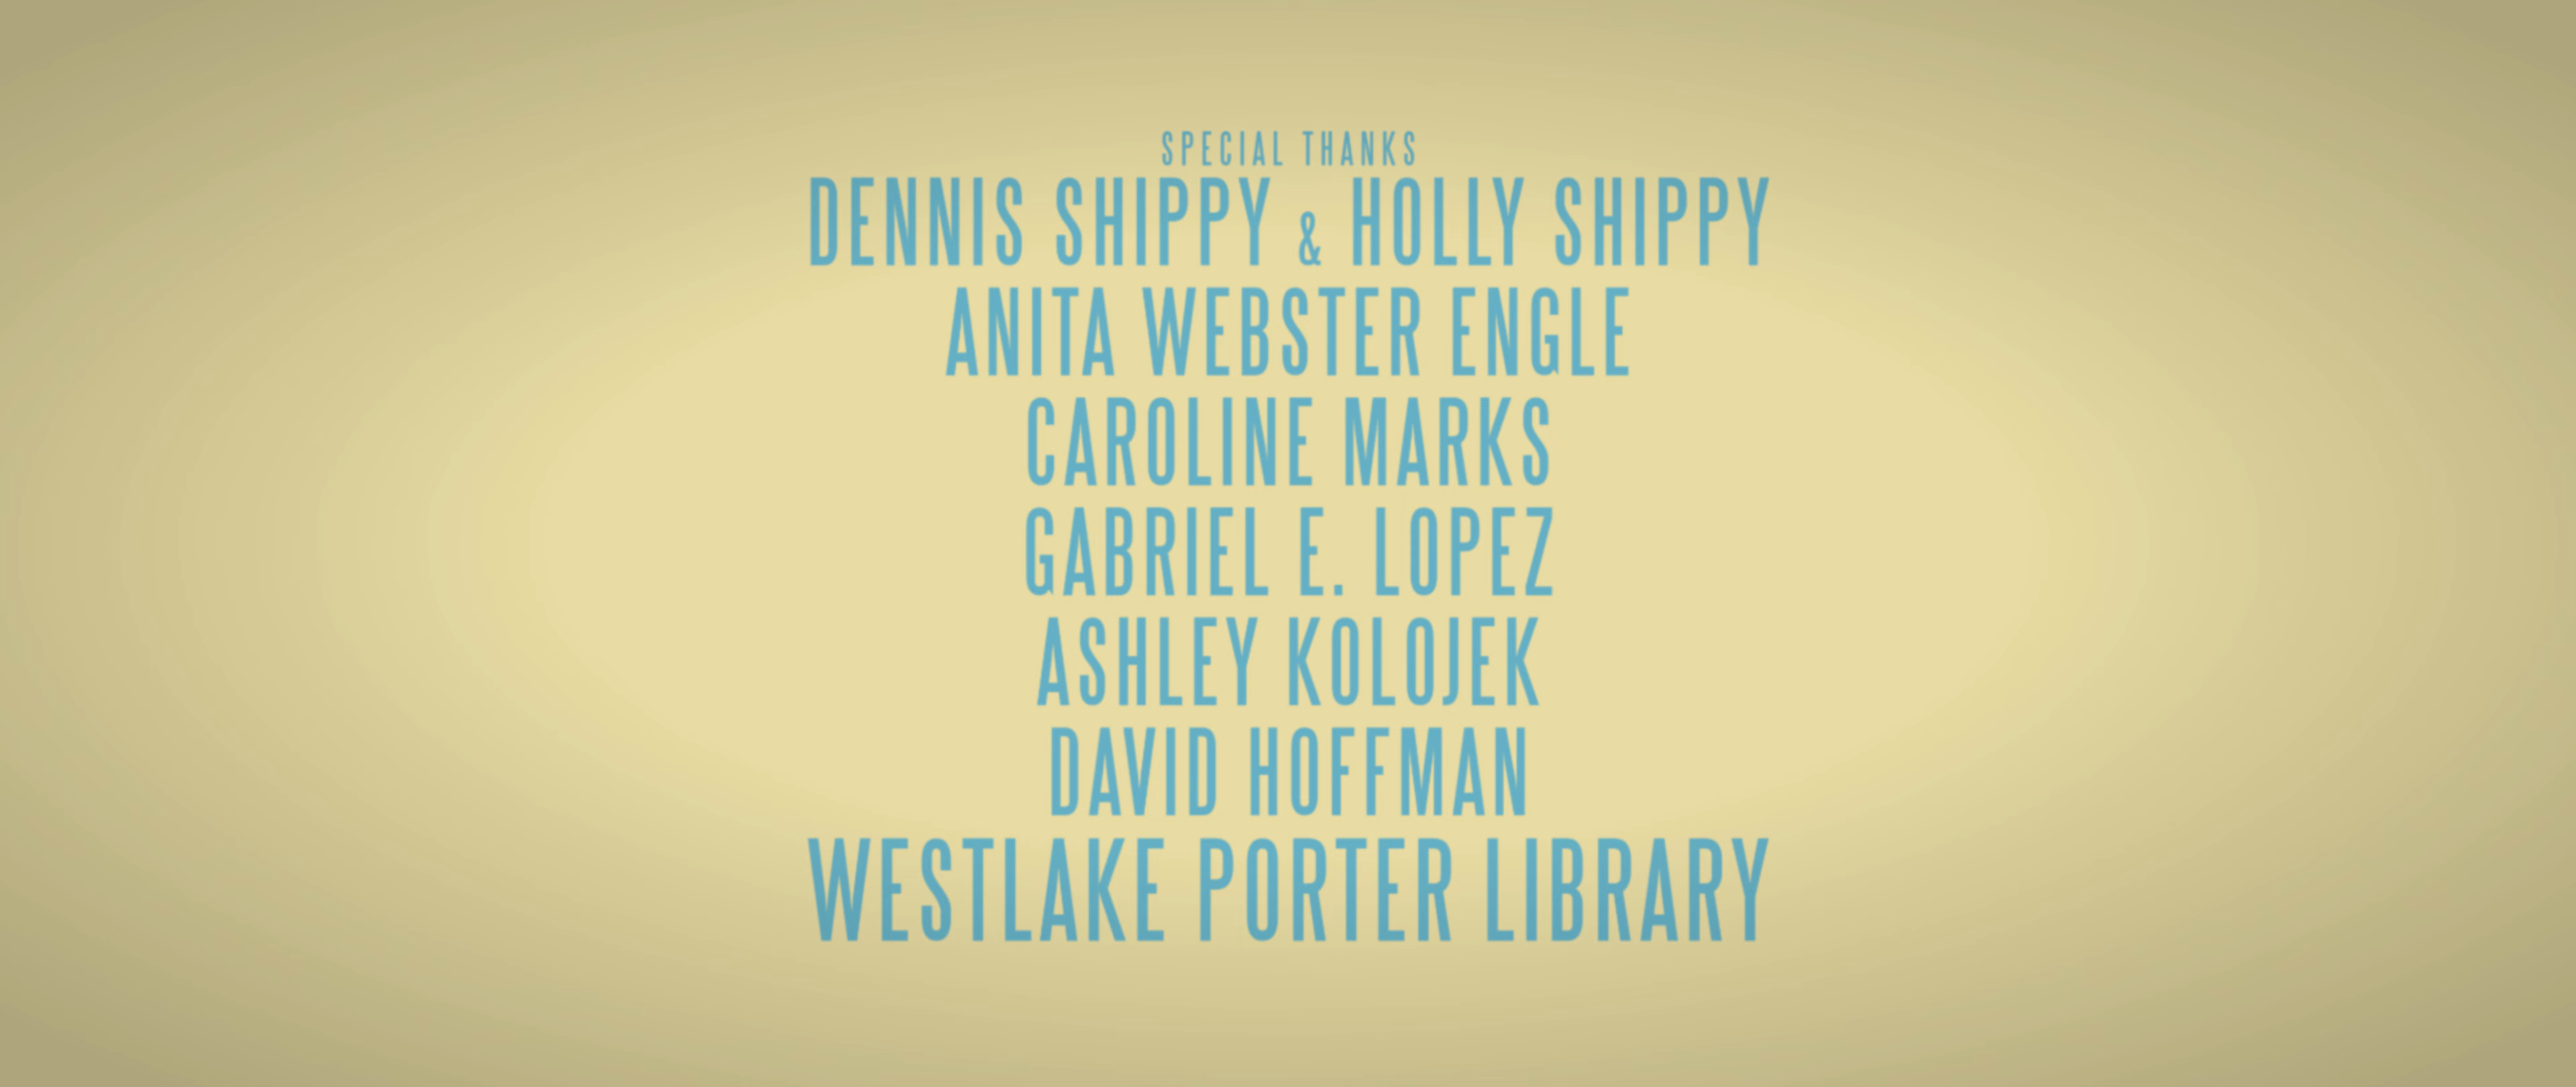 SPECIAL THANKS
DENNIS SHIPPY & HOLLY SHIPPY
ANITA WEBSTER ENGLE
CAROLINE MARKS
GABRIEL E. LOPEZ
ASHLEY KOLOJEK
DAVID HOFFMAN
WESTLAKE PORTER LIBRARY